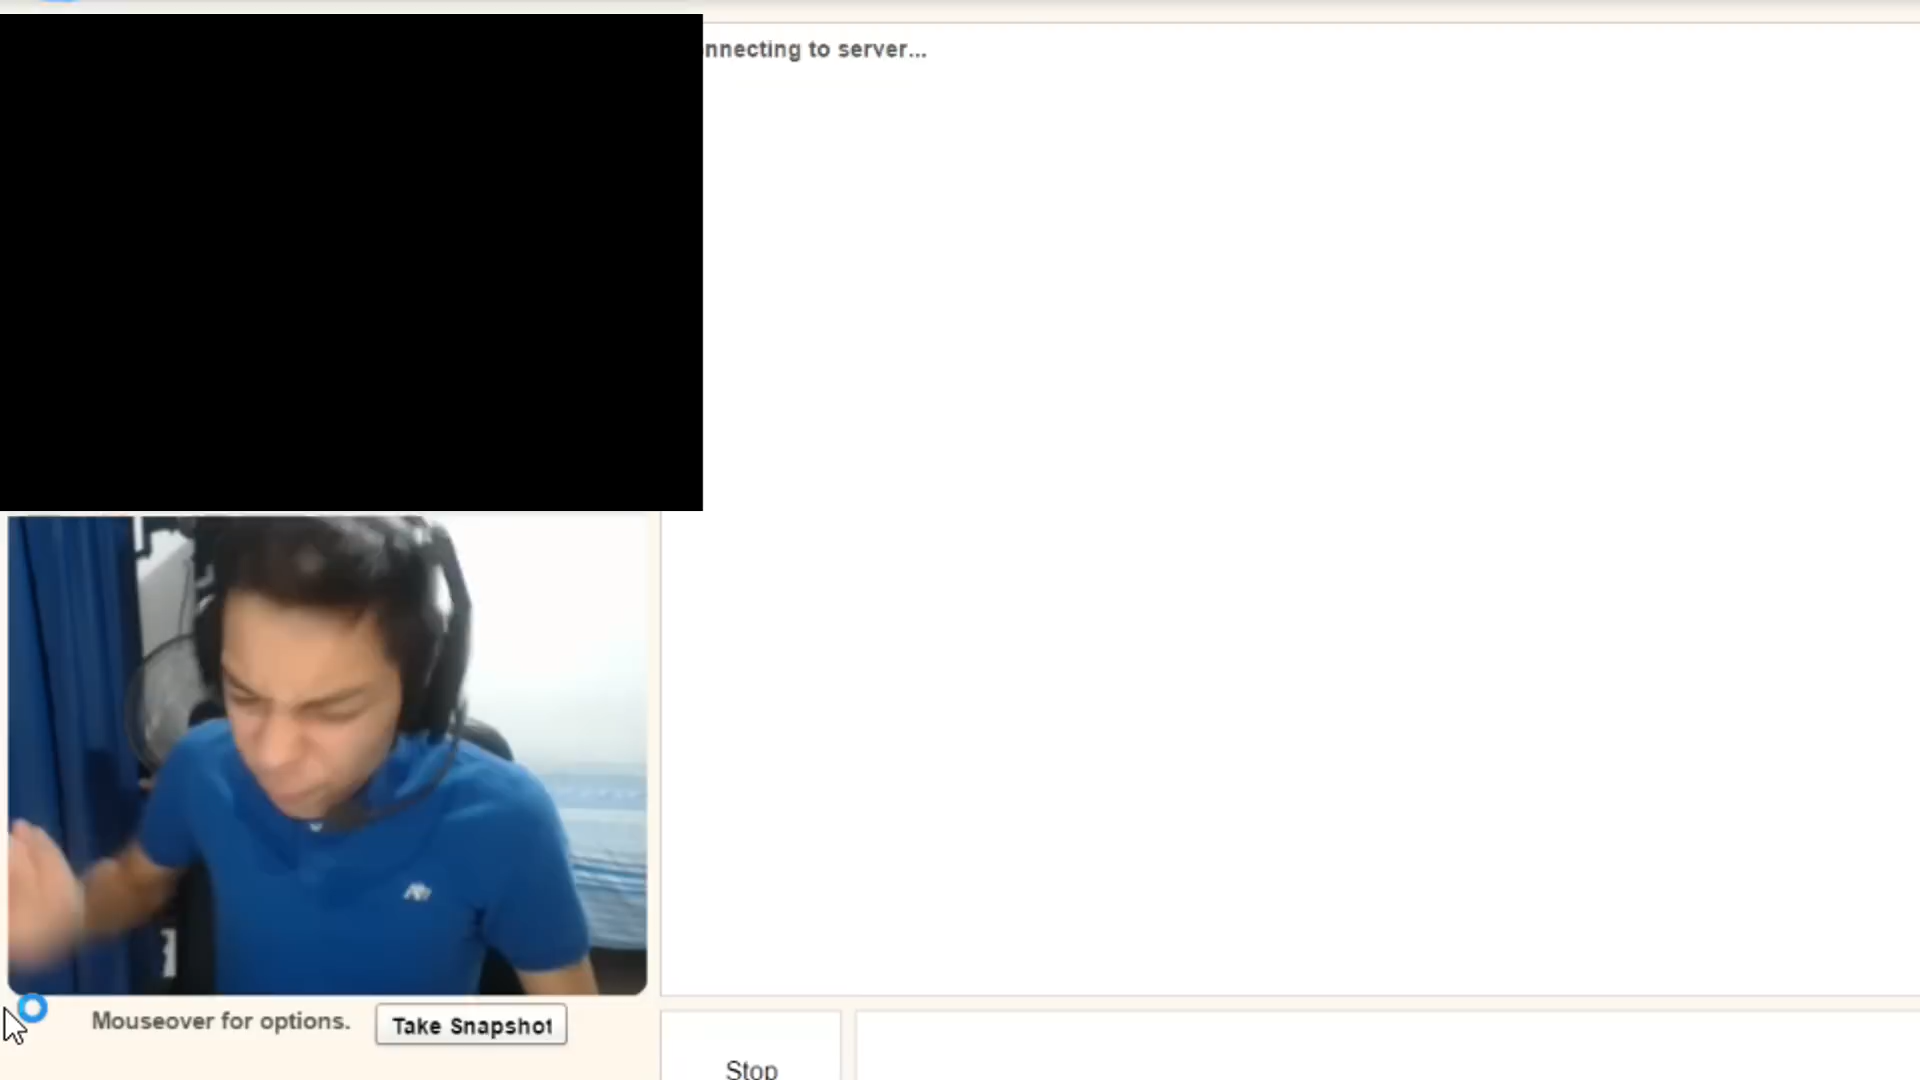 nnecting to server...
Mouseover for options.
Take Snapshot
Stop